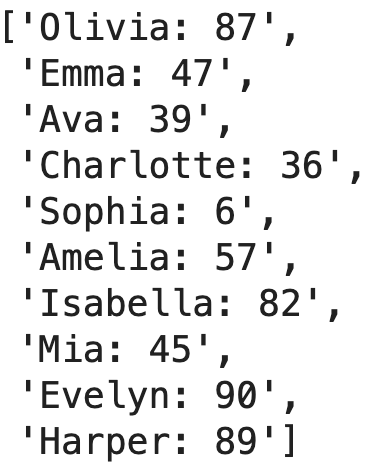 ['Olivia: 87',
'Emma: 47',
'Ava: 39',
'Charlotte: 36',
'Sophia: 6',
'Amelia: 57',
'Isabella: 82',
'Mia: 45',
'Evelyn: 90',
'Harper: 89']